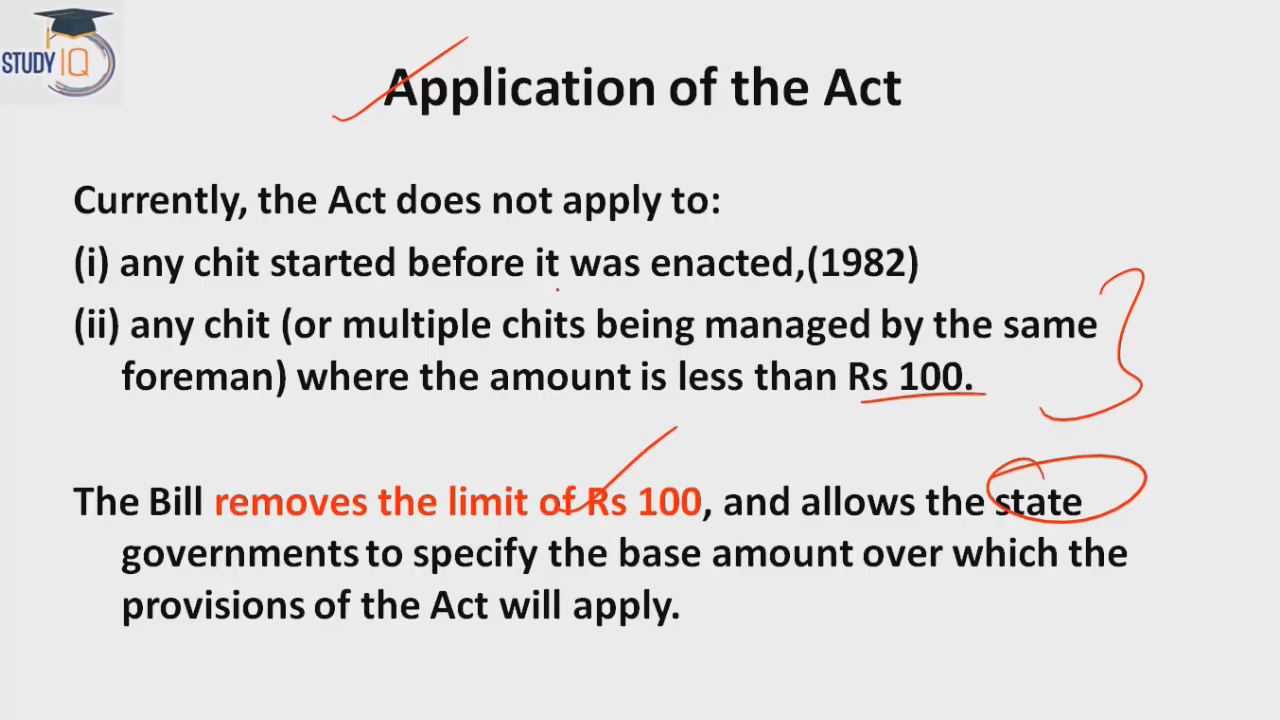 STUDY IQ
Application of the Act
Currently, the Act does not apply to:
(i) any chit started before it was enacted,(1982)
(ii) any chit (or multiple chits being managed by the same
foreman) where the amount is less than Rs 100.
The Bill removes the limit of Rs 100, and allows the state
governments to specify the base amount over which the
provisions of the Act will apply.